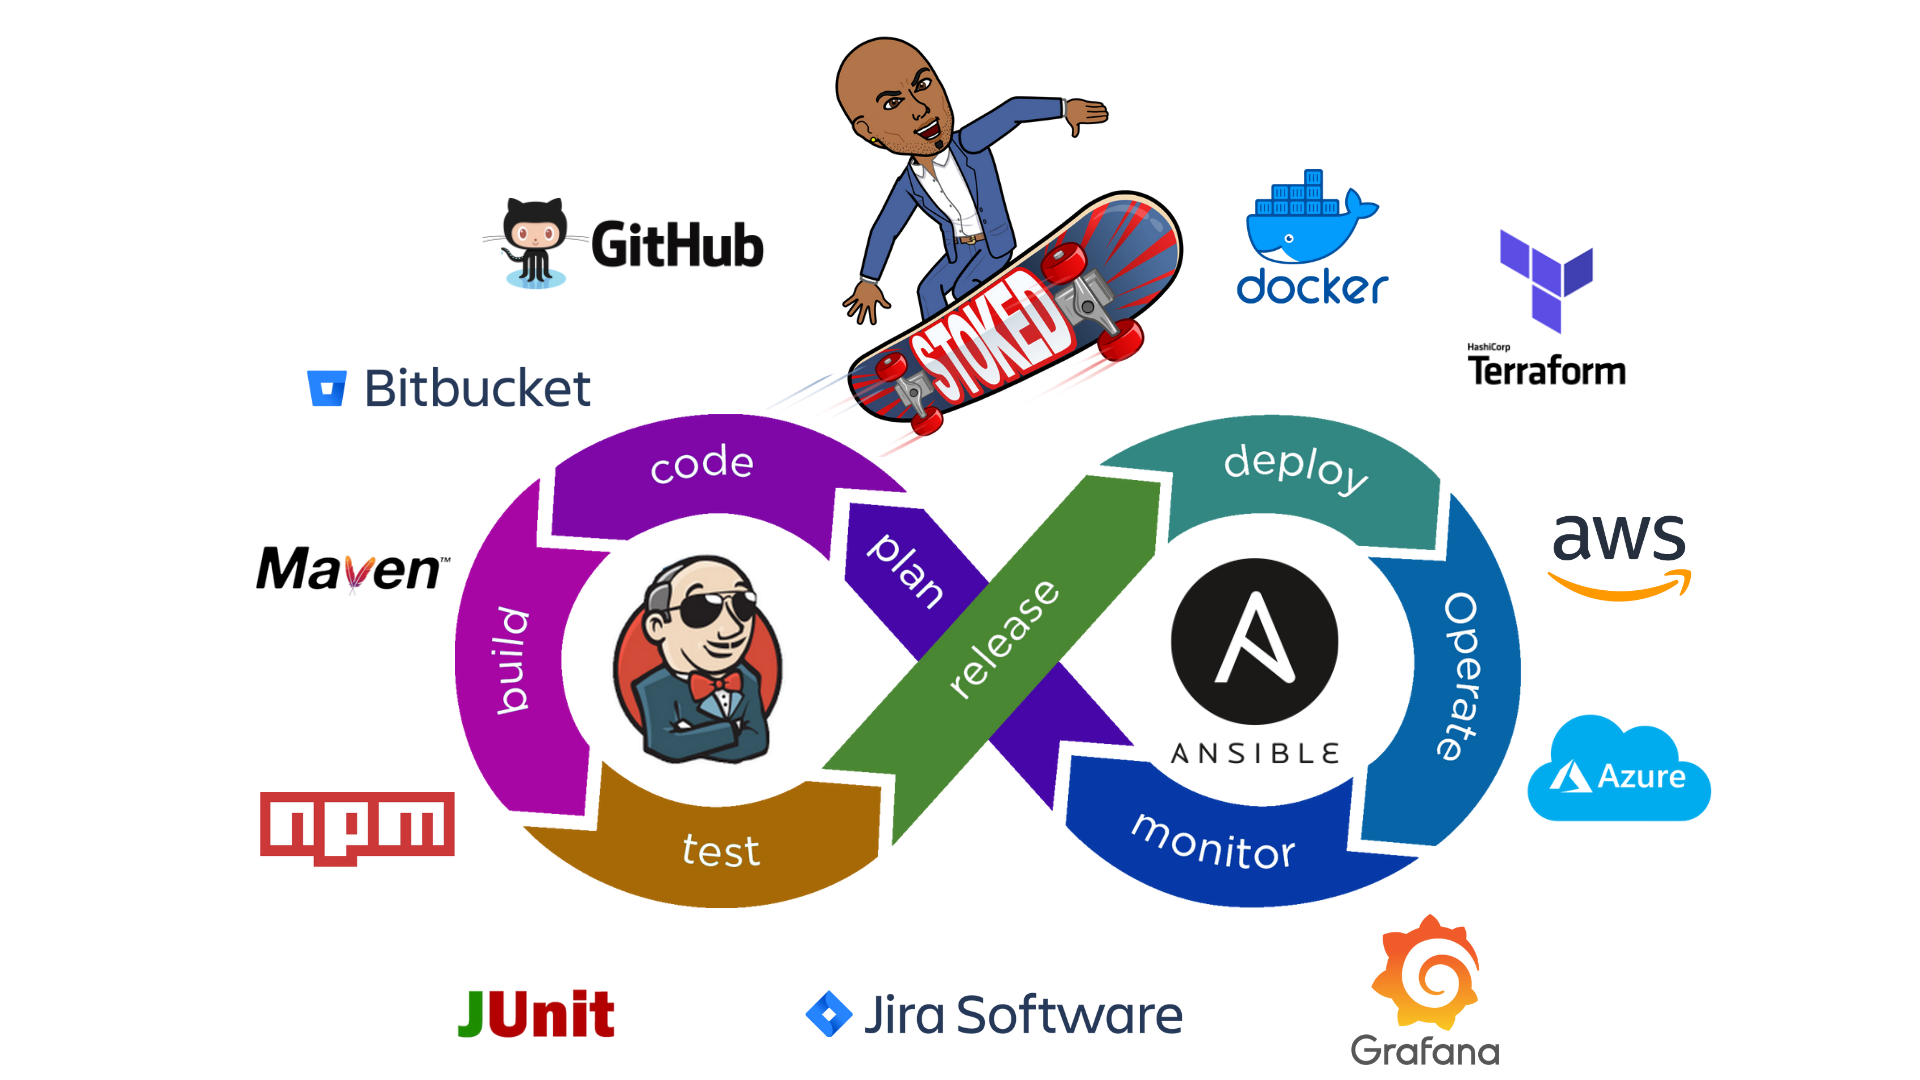 GitHub
STOKED
docker
HashiCorp
Terraform
Bitbucket
code
deploy
plan
release
build
Operate
test
monitor
Maven™
aws
ANSIBLE
Azure
npm
JUnit
Jira Software
Grafana